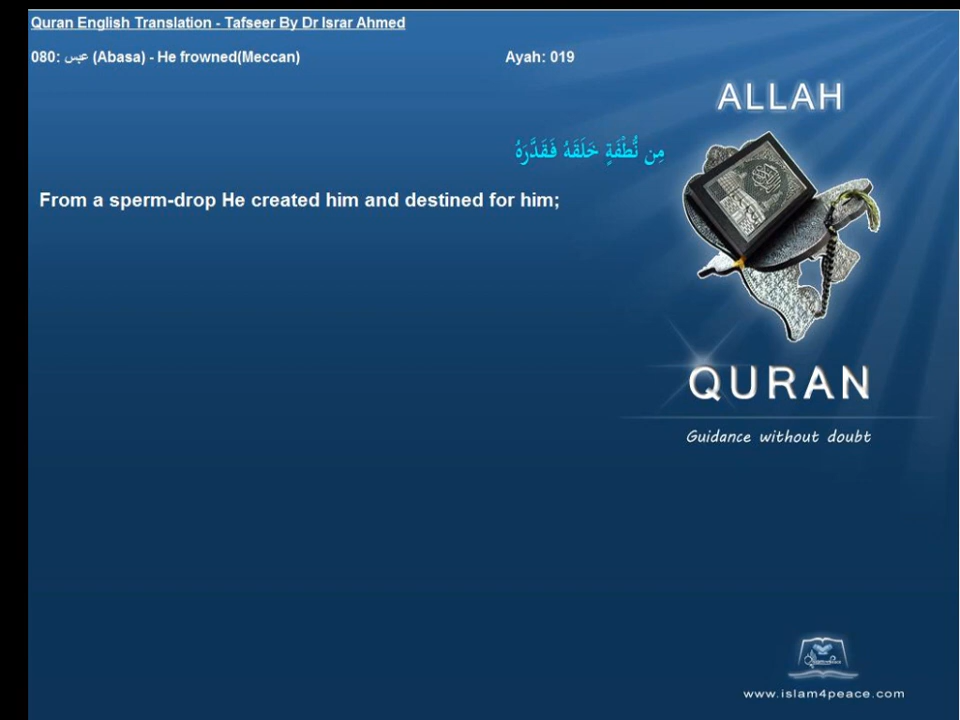 Quran English Translation - Tafseer By Dr Israr Ahmed
080: عبس (Abasa) - He frowned(Meccan) Ayah: 019
ALLAH
مِن نُّطْفَةٍ خَلَقَهُ فَقَدَّرَهُ
From a sperm-drop He created him and destined for him;
QURAN
Guidance without doubt
www.islam4peace.com